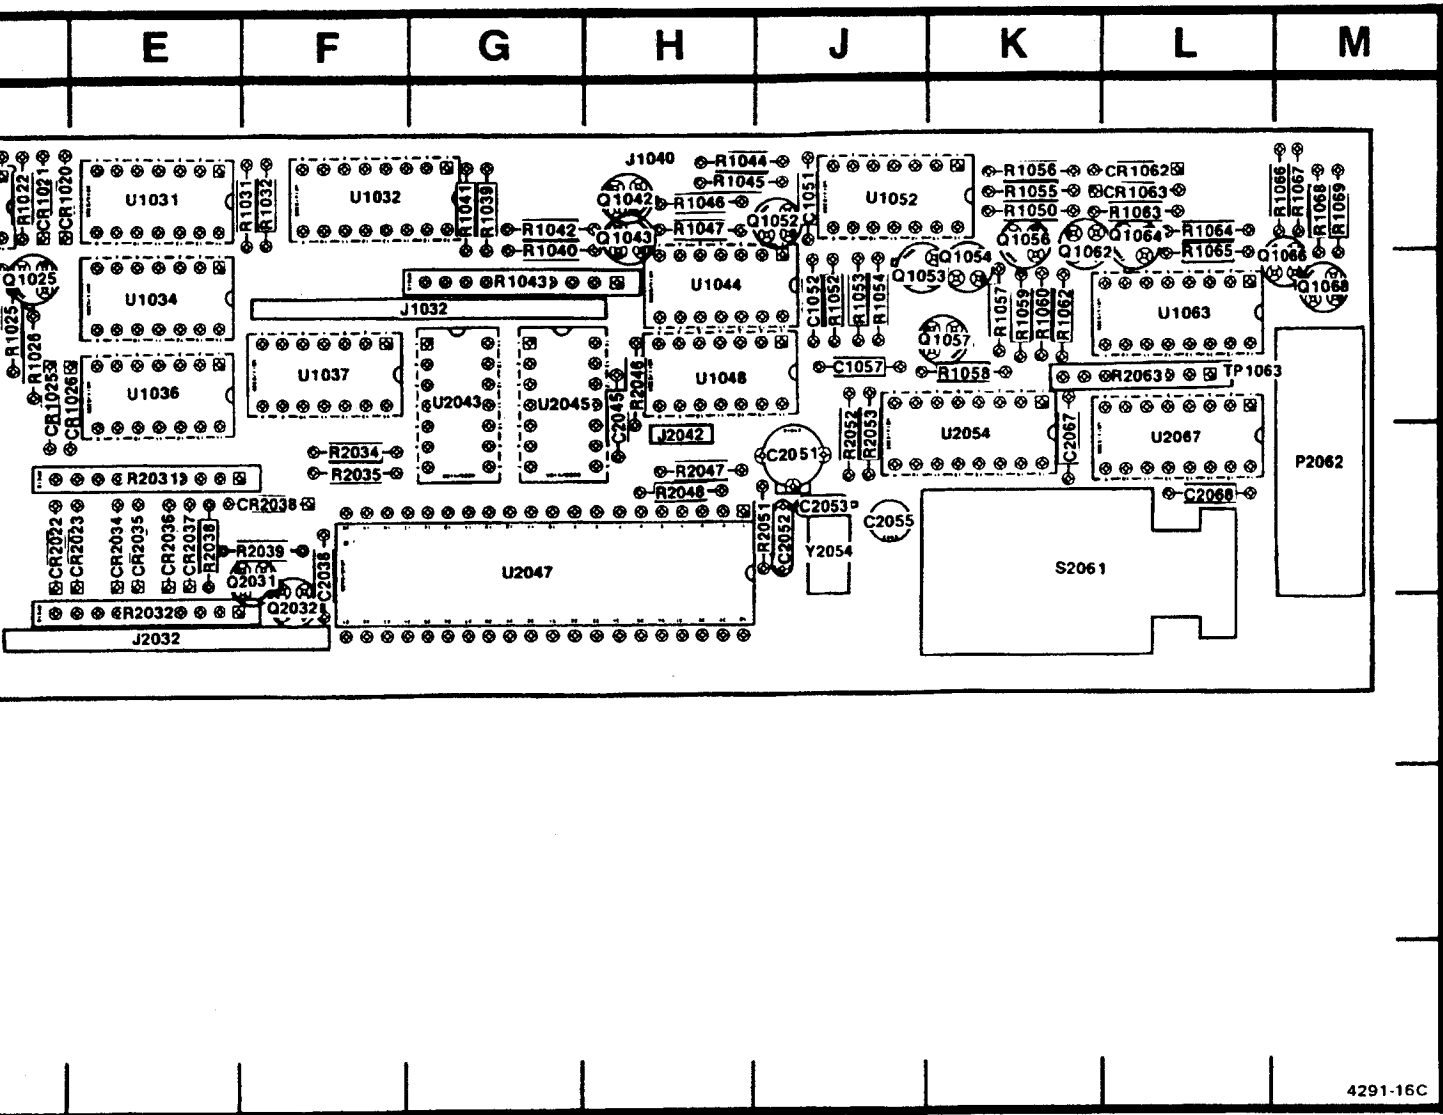 E F G H J K L M
J1040 R1044 R1056 CR1062
R1022 CR1021 CR1020 R1045 R1055 CR1063 R1066 R1067
U1031 R1031 R1032 U1032 R1041 R1039 Q1042 R1046 C1051 U1052 R1050 R1063 R1068 R1069
R1042 Q1043 R1047 Q1052 Q1056 Q1064 R1064
R1040 Q1054 Q1062 R1065 Q1066
Q1025 R1043 U1044 Q1053 Q1068
U1034 J1032 C1052 R1052 R1053 R1054 R1057 R1059 R1060 R1062 U1063
R1025 R1026 Q1057
CR1025 CR1026 U1036 U1037 R2046 U1048 C1057 R1058 R2063 TP1063
U2043 U2045 C2045
R2034 J2042 C2051 R2052 R2053 U2054 C2067 U2067
R2031 R2035 R2047 P2062
CR2038 R2048 C2053 C2068
CR2022 CR2023 CR2034 CR2035 CR2036 CR2037 R2038 R2051 C2052 C2055
R2039 C2038 Y2054
Q2031 U2047 S2061
R2032 Q2032
J2032
4291-16C